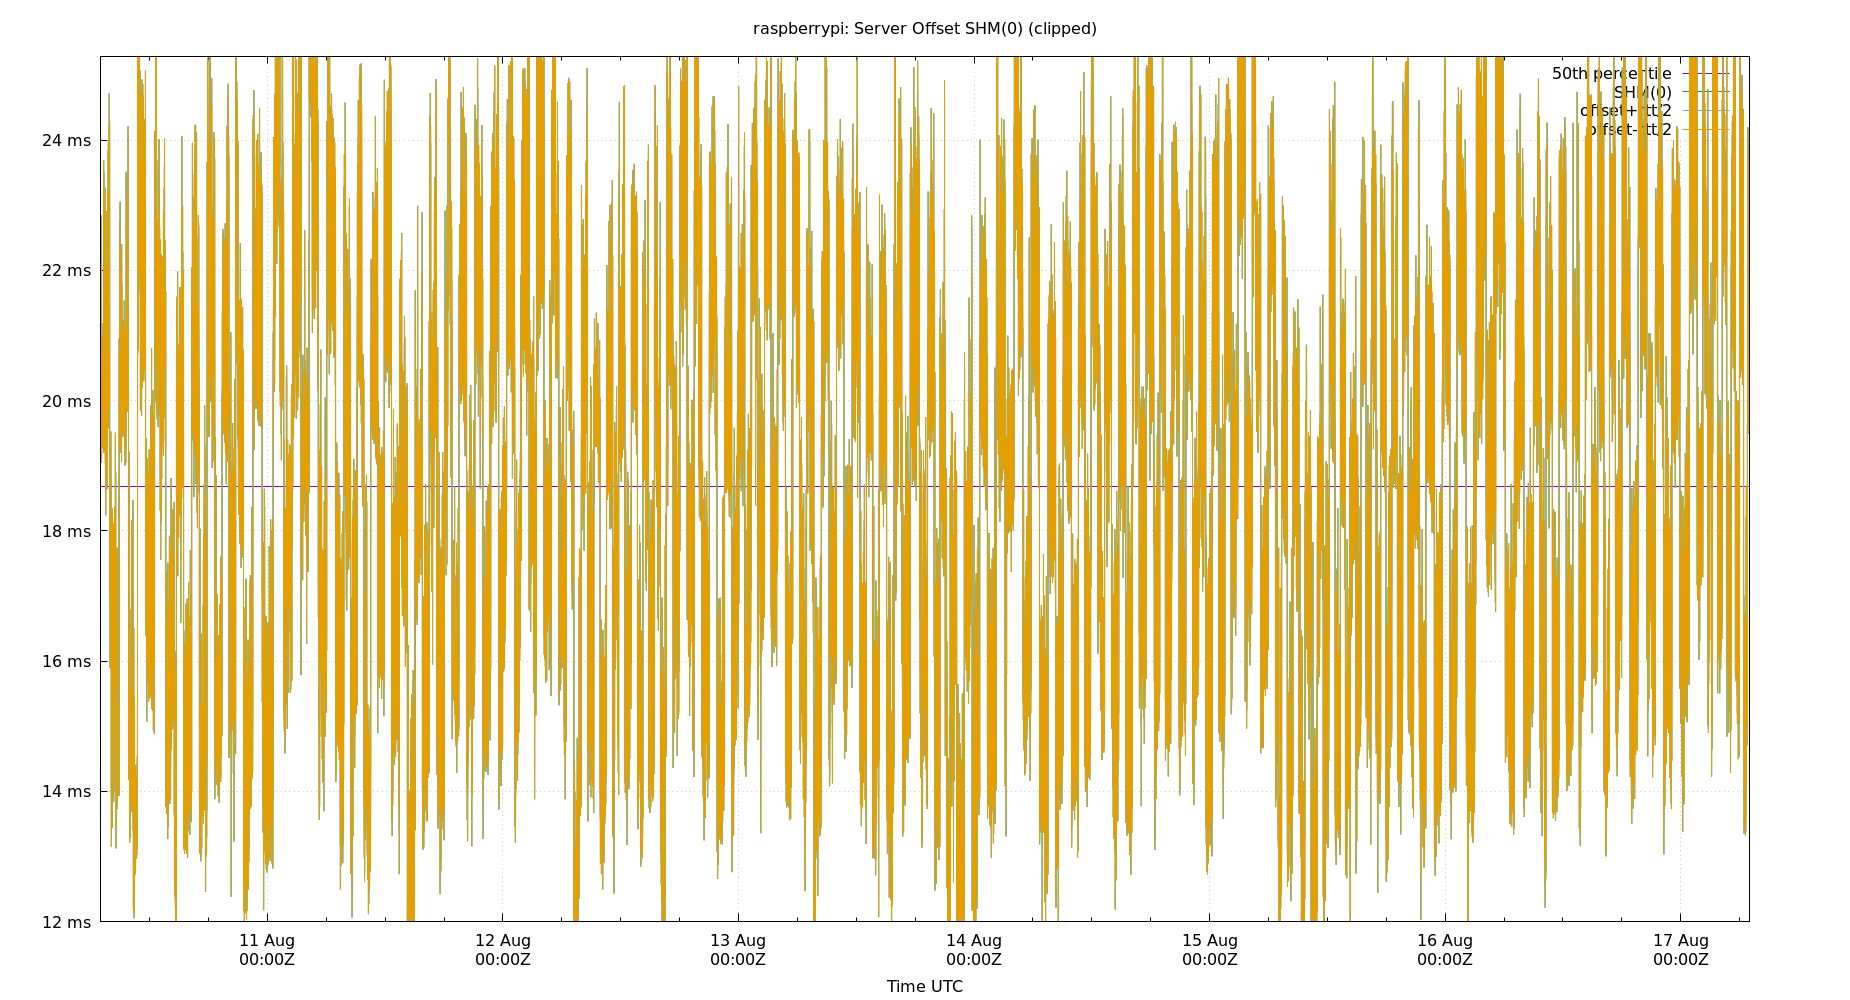 raspberrypi: Server Offset SHM(0) (clipped)
50th percentile
SHM(0)
offset+rtt/2
offset-rtt/2
24 ms
22 ms
20 ms
18 ms
16 ms
14 ms
12 ms
11 Aug 12 Aug 13 Aug 14 Aug 15 Aug 16 Aug 17 Aug
00:00Z 00:00Z 00:00Z 00:00Z 00:00Z 00:00Z 00:00Z
Time UTC